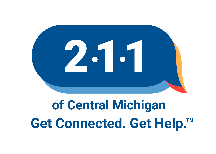 2·1·1
of Central Michigan
Get Connected. Get Help.™